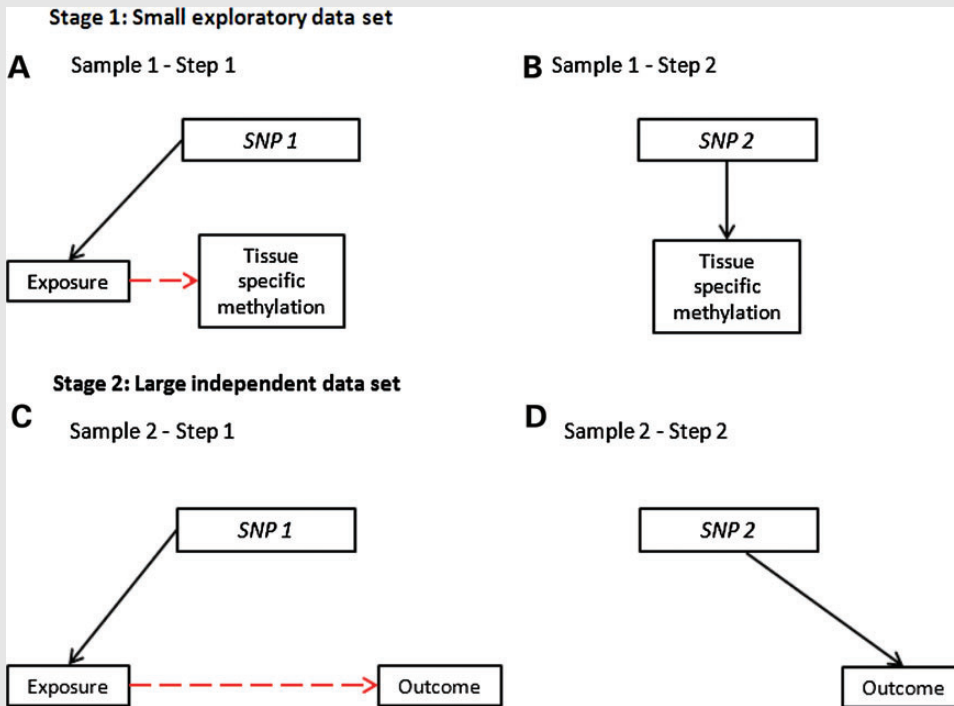 Stage 1: Small exploratory data set
A Sample 1 - Step 1
SNP 1
Exposure
Tissue
specific
methylation
B Sample 1 - Step 2
SNP 2
Tissue
specific
methylation
Stage 2: Large independent data set
C Sample 2 - Step 1
SNP 1
Exposure
Outcome
D Sample 2 - Step 2
SNP 2
Outcome